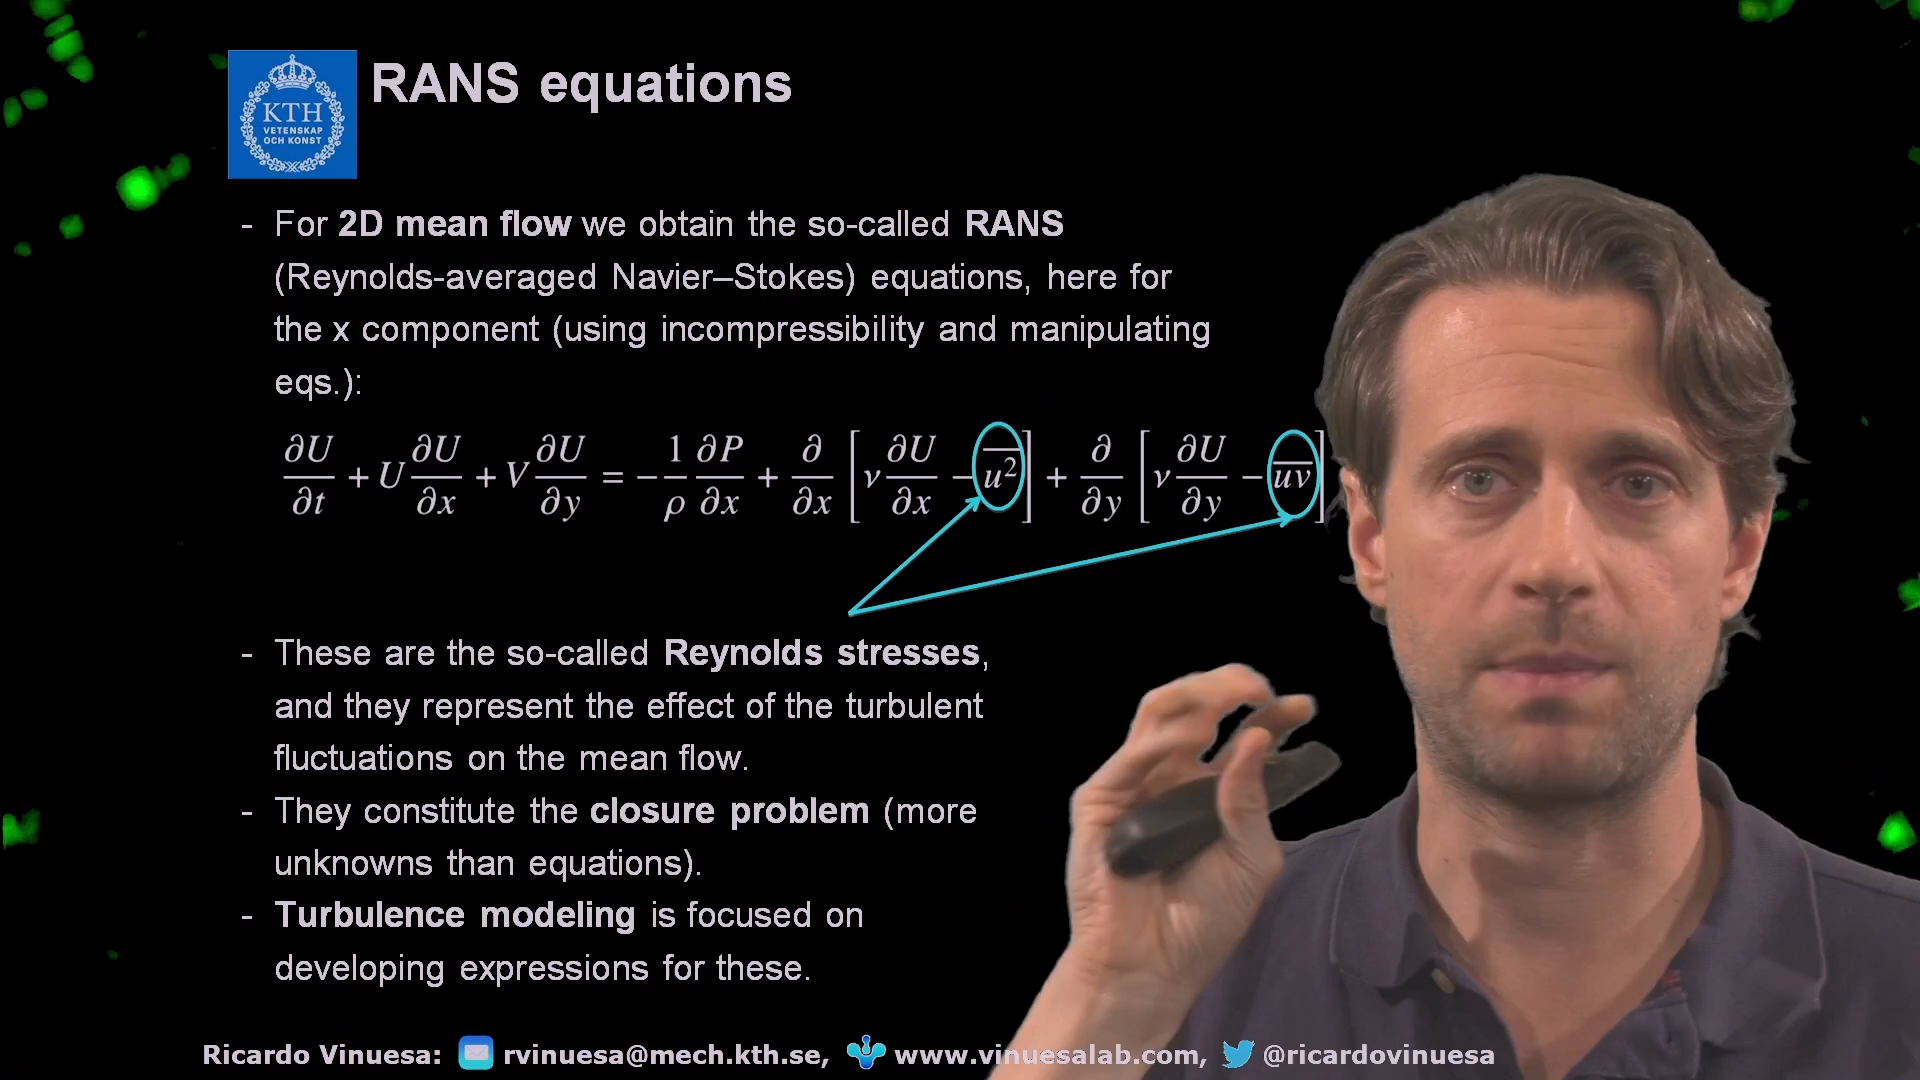 KTH
VETENSKAP
OCH KONST
RANS equations
- For 2D mean flow we obtain the so-called RANS
(Reynolds-averaged Navier–Stokes) equations, here for
the x component (using incompressibility and manipulating
eqs.):
∂U/∂t + U ∂U/∂x + V ∂U/∂y = − 1/ρ ∂P/∂x + ∂/∂x [ν ∂U/∂x − u̅²] + ∂/∂y [ν ∂U/∂y − u̅v̅]
- These are the so-called Reynolds stresses,
and they represent the effect of the turbulent
fluctuations on the mean flow.
- They constitute the closure problem (more
unknowns than equations).
- Turbulence modeling is focused on
developing expressions for these.
Ricardo Vinuesa: rvinuesa@mech.kth.se, www.vinuesalab.com, @ricardovinuesa